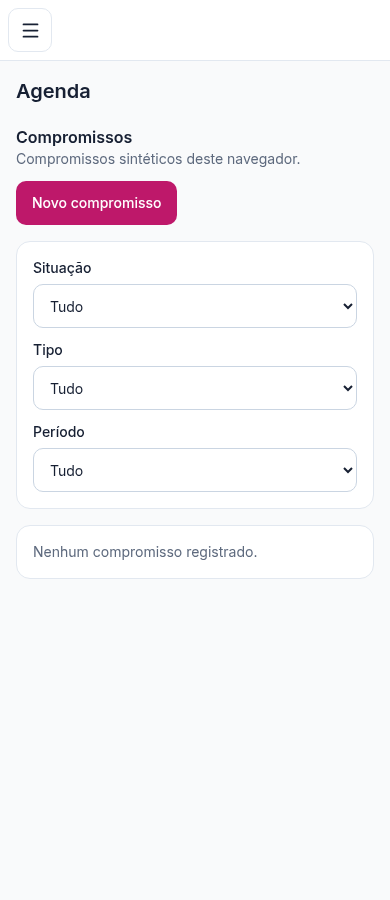 Agenda
Compromissos
Compromissos sintéticos deste navegador.
Novo compromisso
Situação
Tudo
Tipo
Tudo
Período
Tudo
Nenhum compromisso registrado.